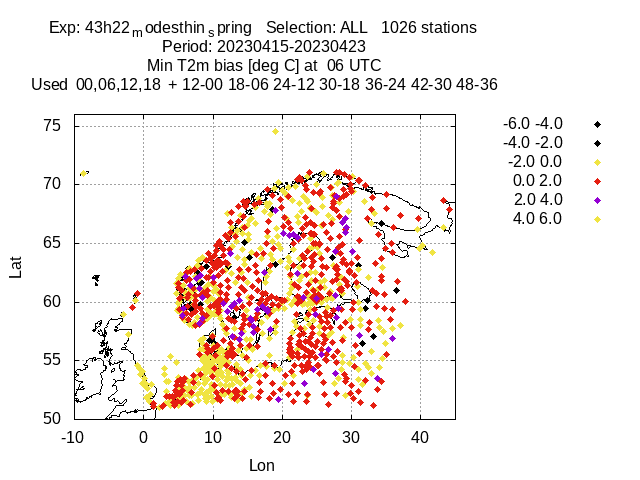 Exp: 43h22modesthinspring   Selection: ALL   1026 stations
Period: 20230415-20230423
Min T2m bias [deg C] at  06 UTC
Used  00,06,12,18  + 12-00 18-06 24-12 30-18 36-24 42-30 48-36
-6.0 -4.0
-4.0 -2.0
-2.0 0.0
0.0 2.0
2.0 4.0
4.0 6.0
75
70
65
60
55
50
Lat
-10 0 10 20 30 40
Lon